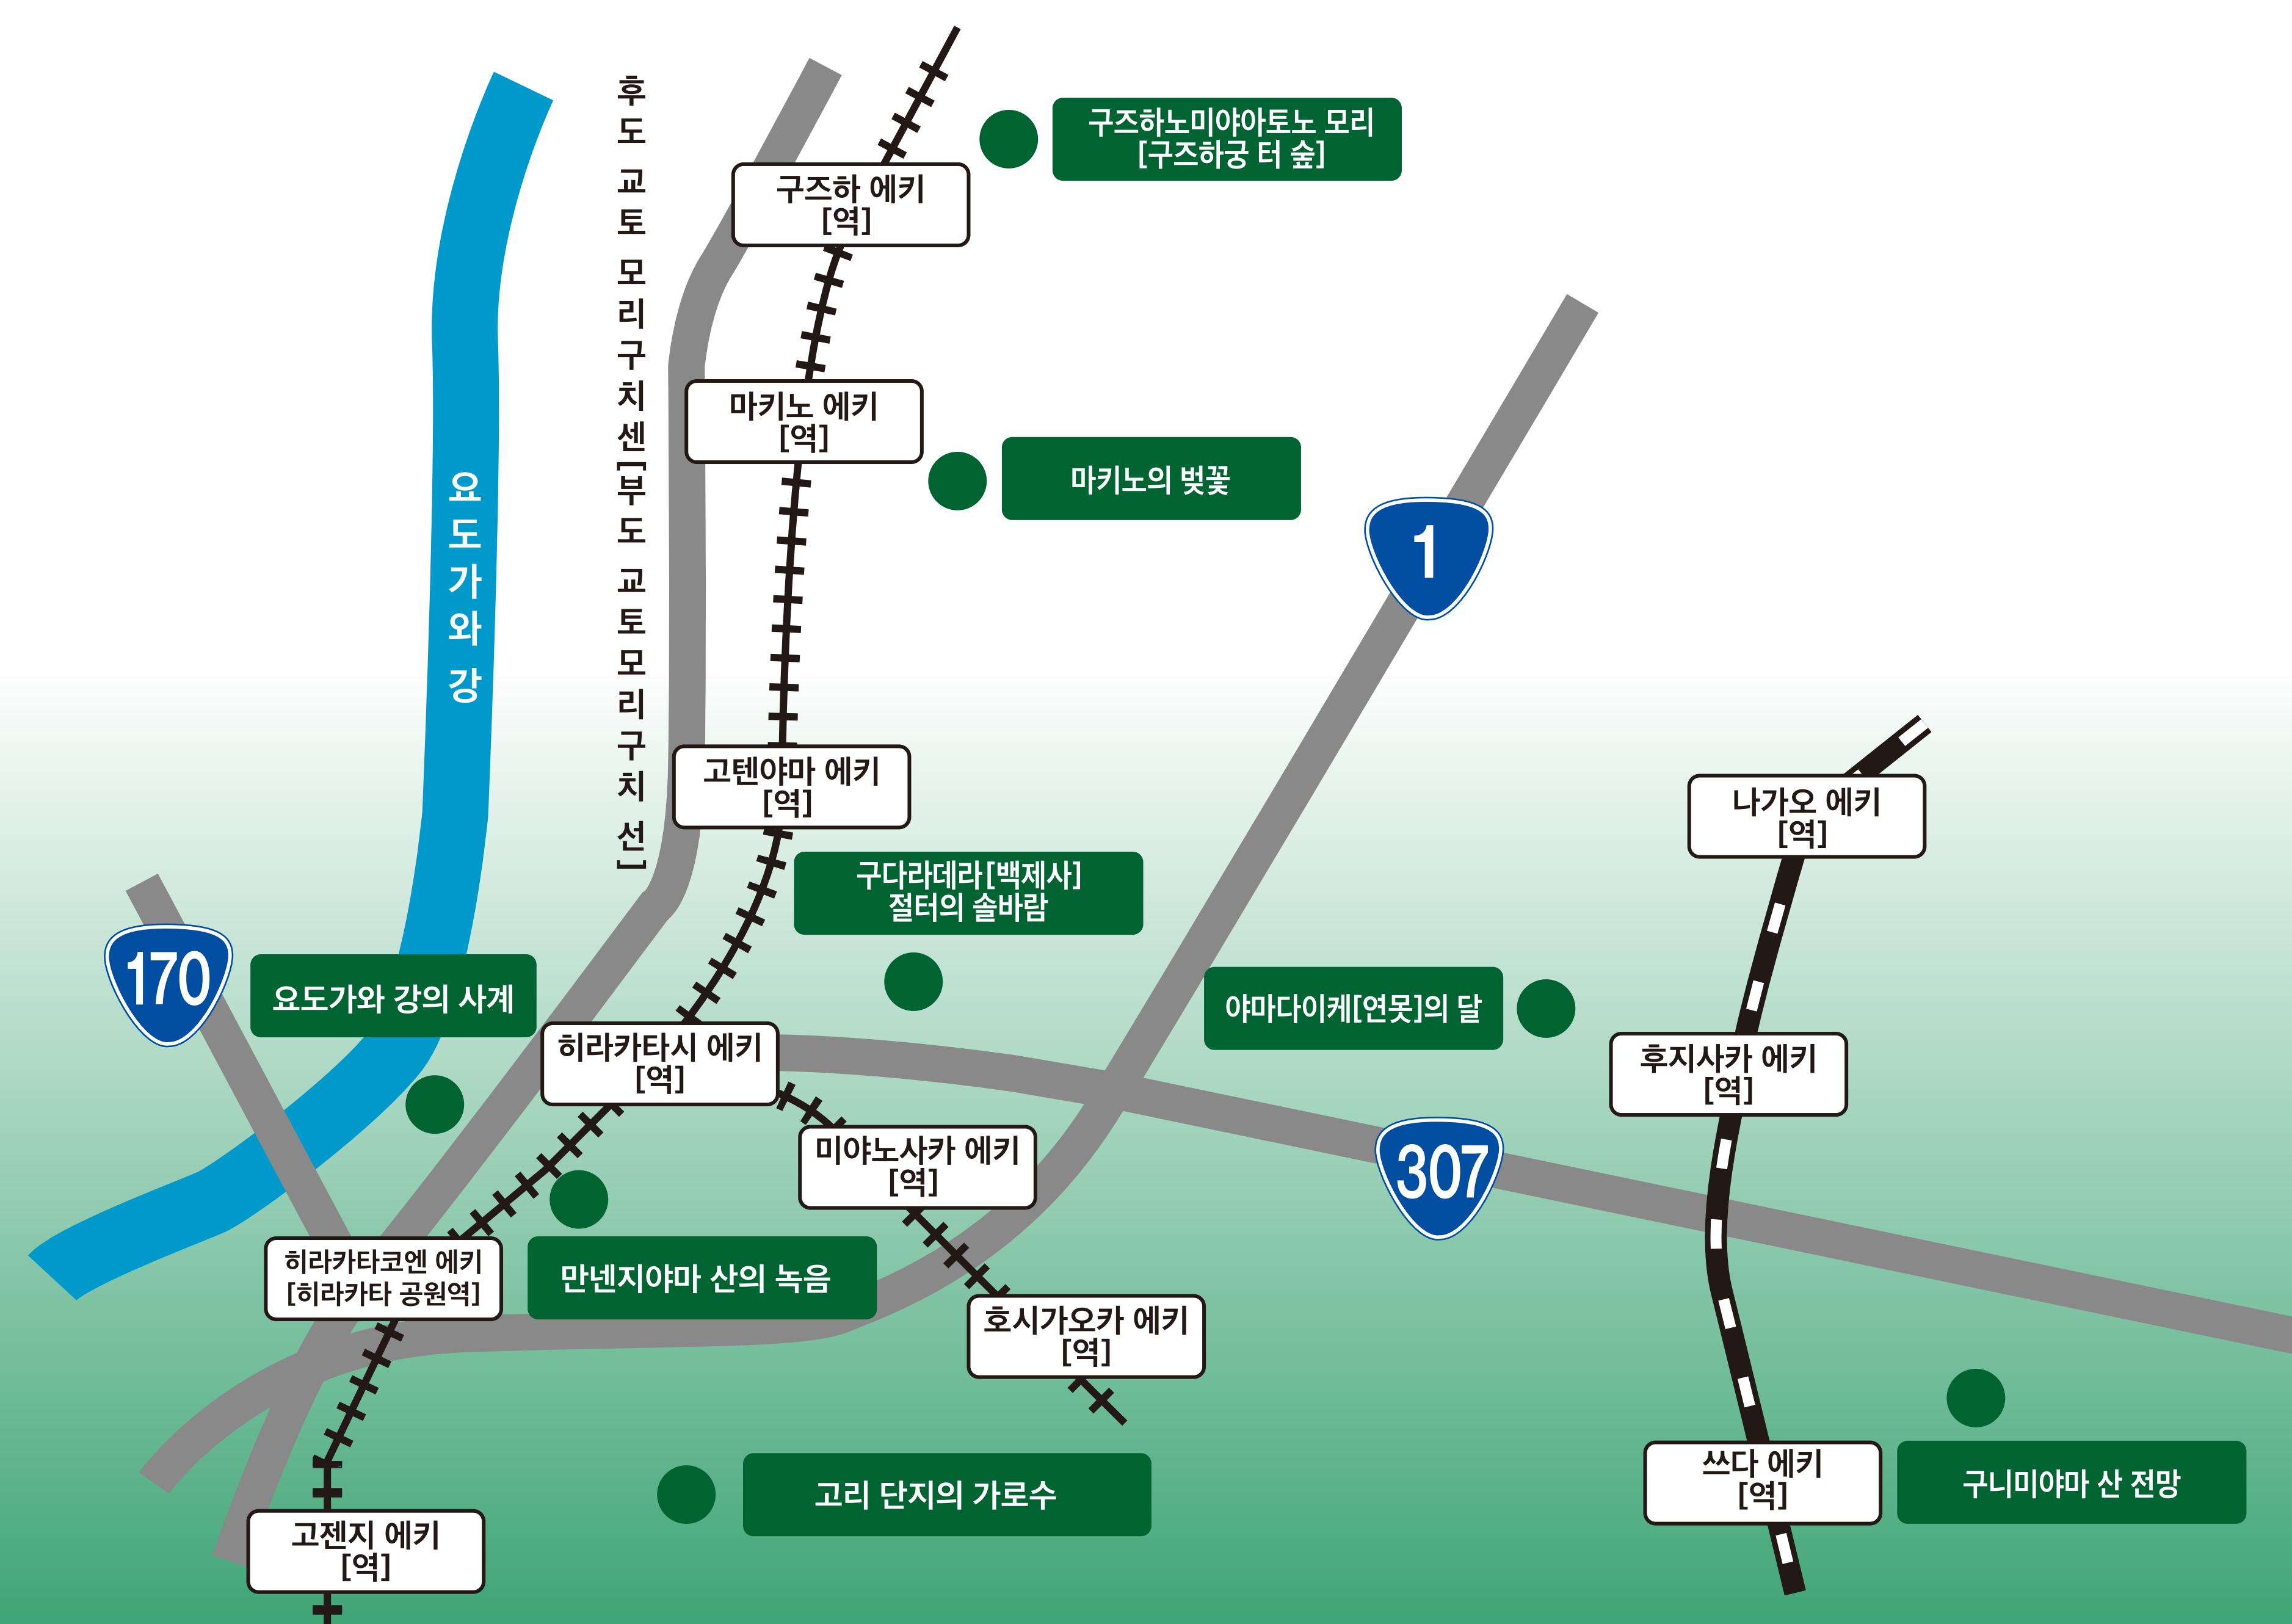 구즈하노미야아토노 모리
[구즈하궁 터 숲]
구즈하 에키
[역]
후도 교토 모리구치센[부도 교토모리구치 선]
마키노 에키
[역]
마키노의 벚꽃
1
요도가와 강
고텐야마 에키
[역]
나가오 에키
[역]
구다라데라[백제사]
절터의 솔바람
170
요도가와 강의 사계
야마다이케[연못]의 달
히라카타시 에키
[역]
후지사카 에키
[역]
미야노사카 에키
[역]
307
히라카타코엔 에키
[히라카타 공원역]
만넨지야마 산의 녹음
호시가오카 에키
[역]
쓰다 에키
[역]
구니미야마 산 전망
고리 단지의 가로수
고젠지 에키
[역]